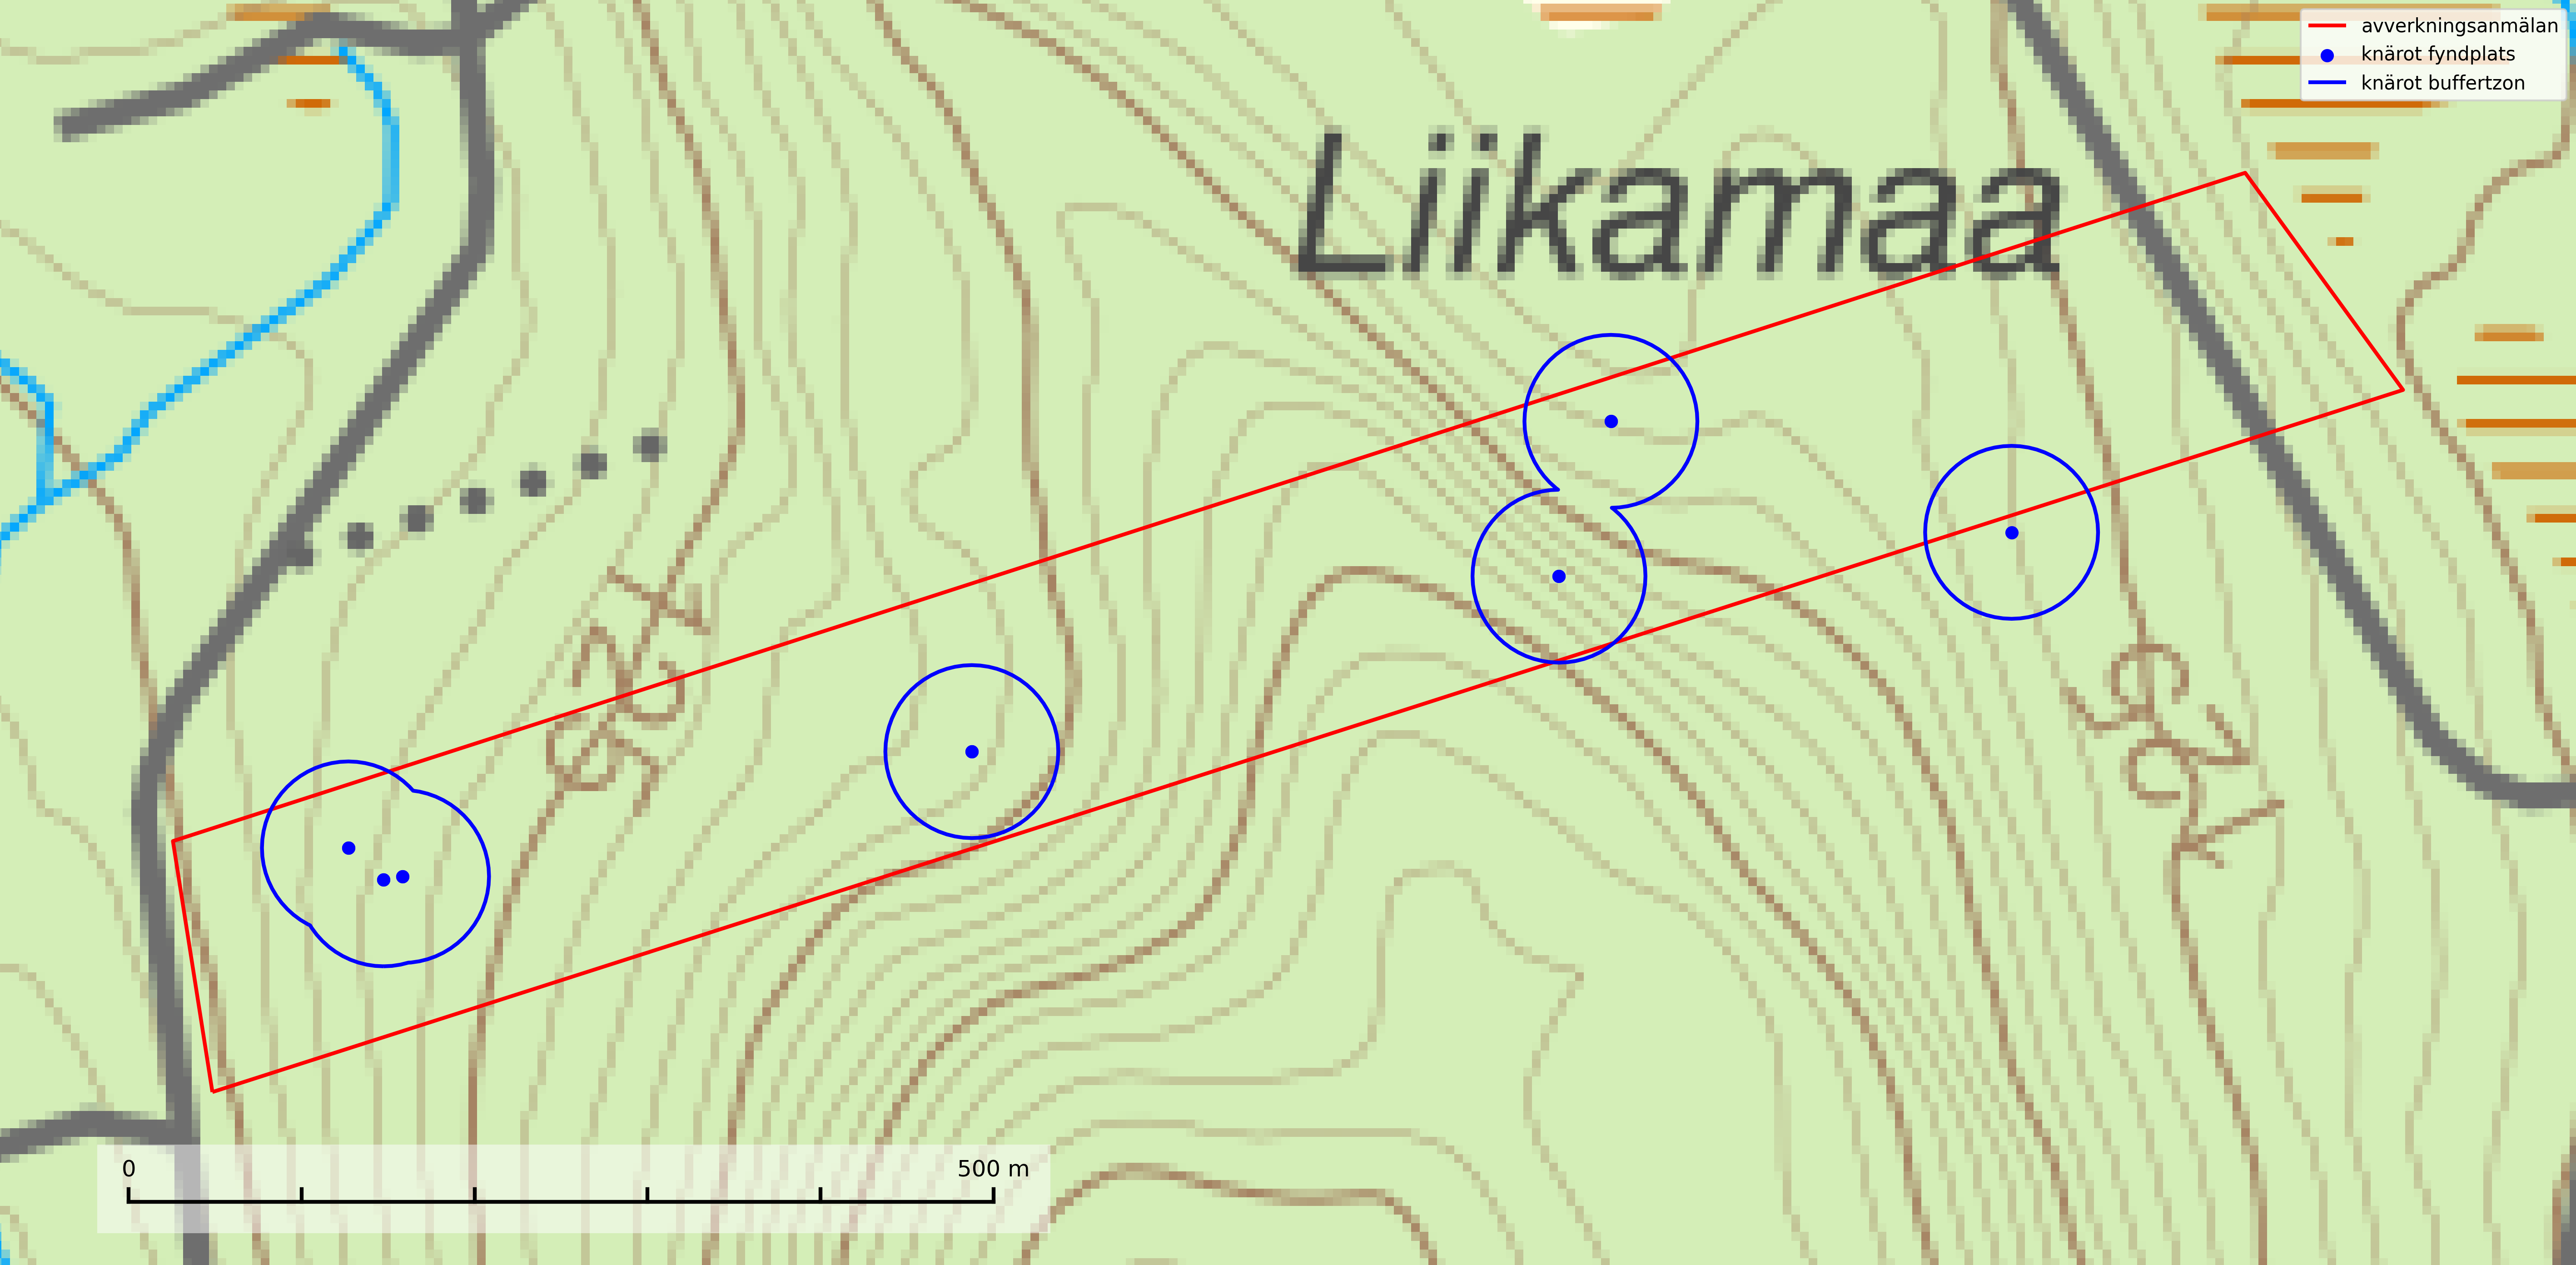 avverkningsanmälan
knärot fyndplats
knärot buffertzon
Liikamaa
0 500 m